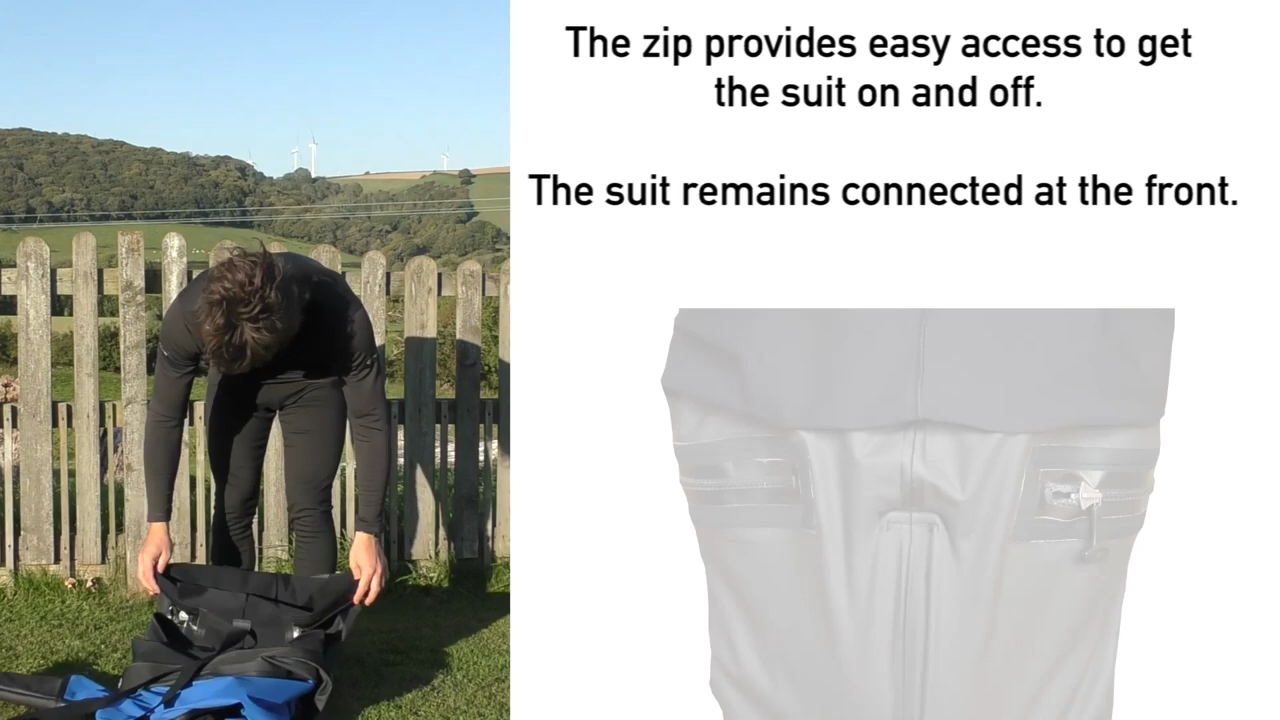 The zip provides easy access to get
the suit on and off.
The suit remains connected at the front.